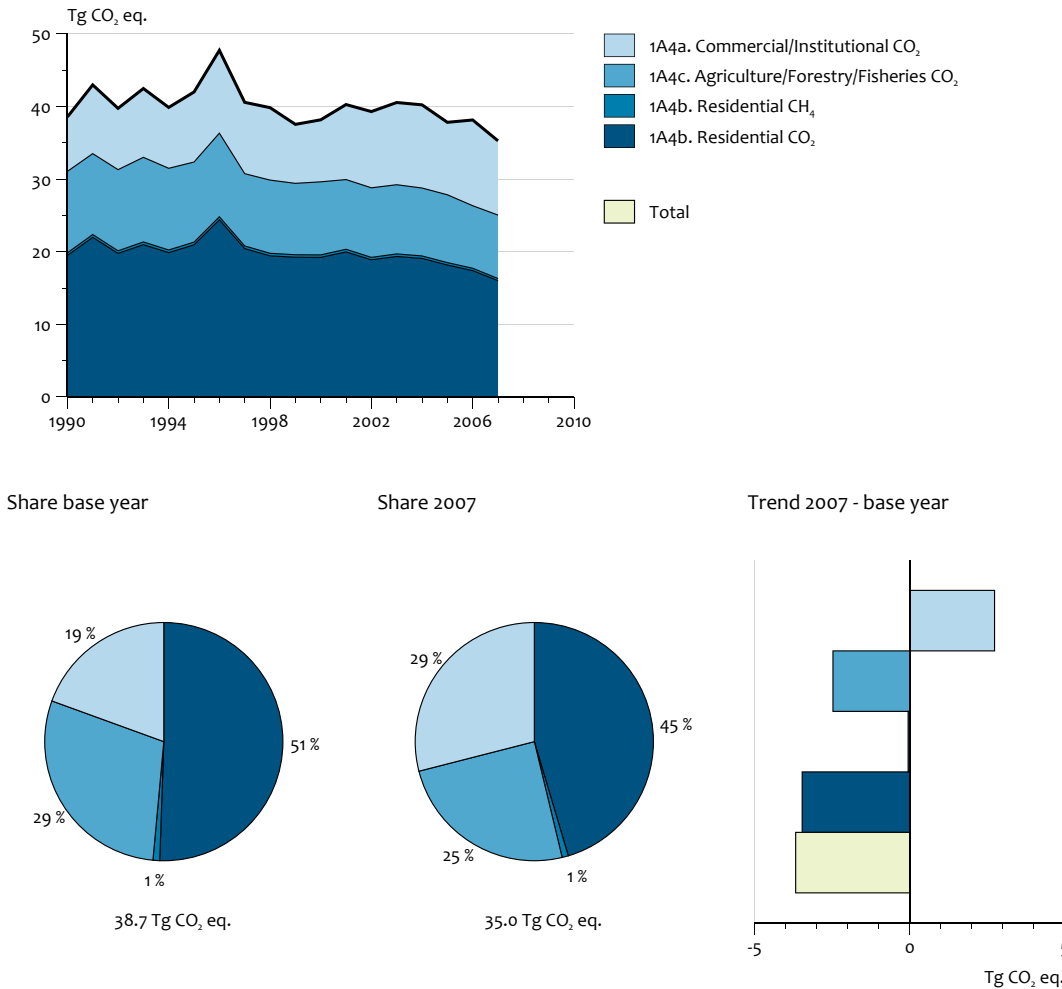 Tg CO₂ eq.
50
40
30
20
10
0
1990 1994 1998 2002 2006 2010
1A4a. Commercial/Institutional CO₂
1A4c. Agriculture/Forestry/Fisheries CO₂
1A4b. Residential CH₄
1A4b. Residential CO₂
Total
Share base year
19 %
51 %
29 %
1 %
38.7 Tg CO₂ eq.
Share 2007
29 %
45 %
25 %
1 %
35.0 Tg CO₂ eq.
Trend 2007 - base year
-5 0
Tg CO₂ eq.